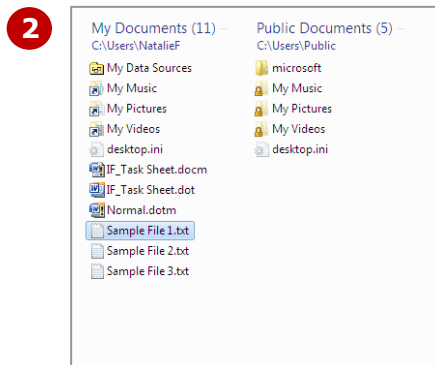 2
My Documents (11)
C:\Users\NatalieF
My Data Sources
My Music
My Pictures
My Videos
desktop.ini
IF_Task Sheet.docm
IF_Task Sheet.dot
Normal.dotm
Sample File 1.txt
Sample File 2.txt
Sample File 3.txt
Public Documents (5)
C:\Users\Public
microsoft
My Music
My Pictures
My Videos
desktop.ini